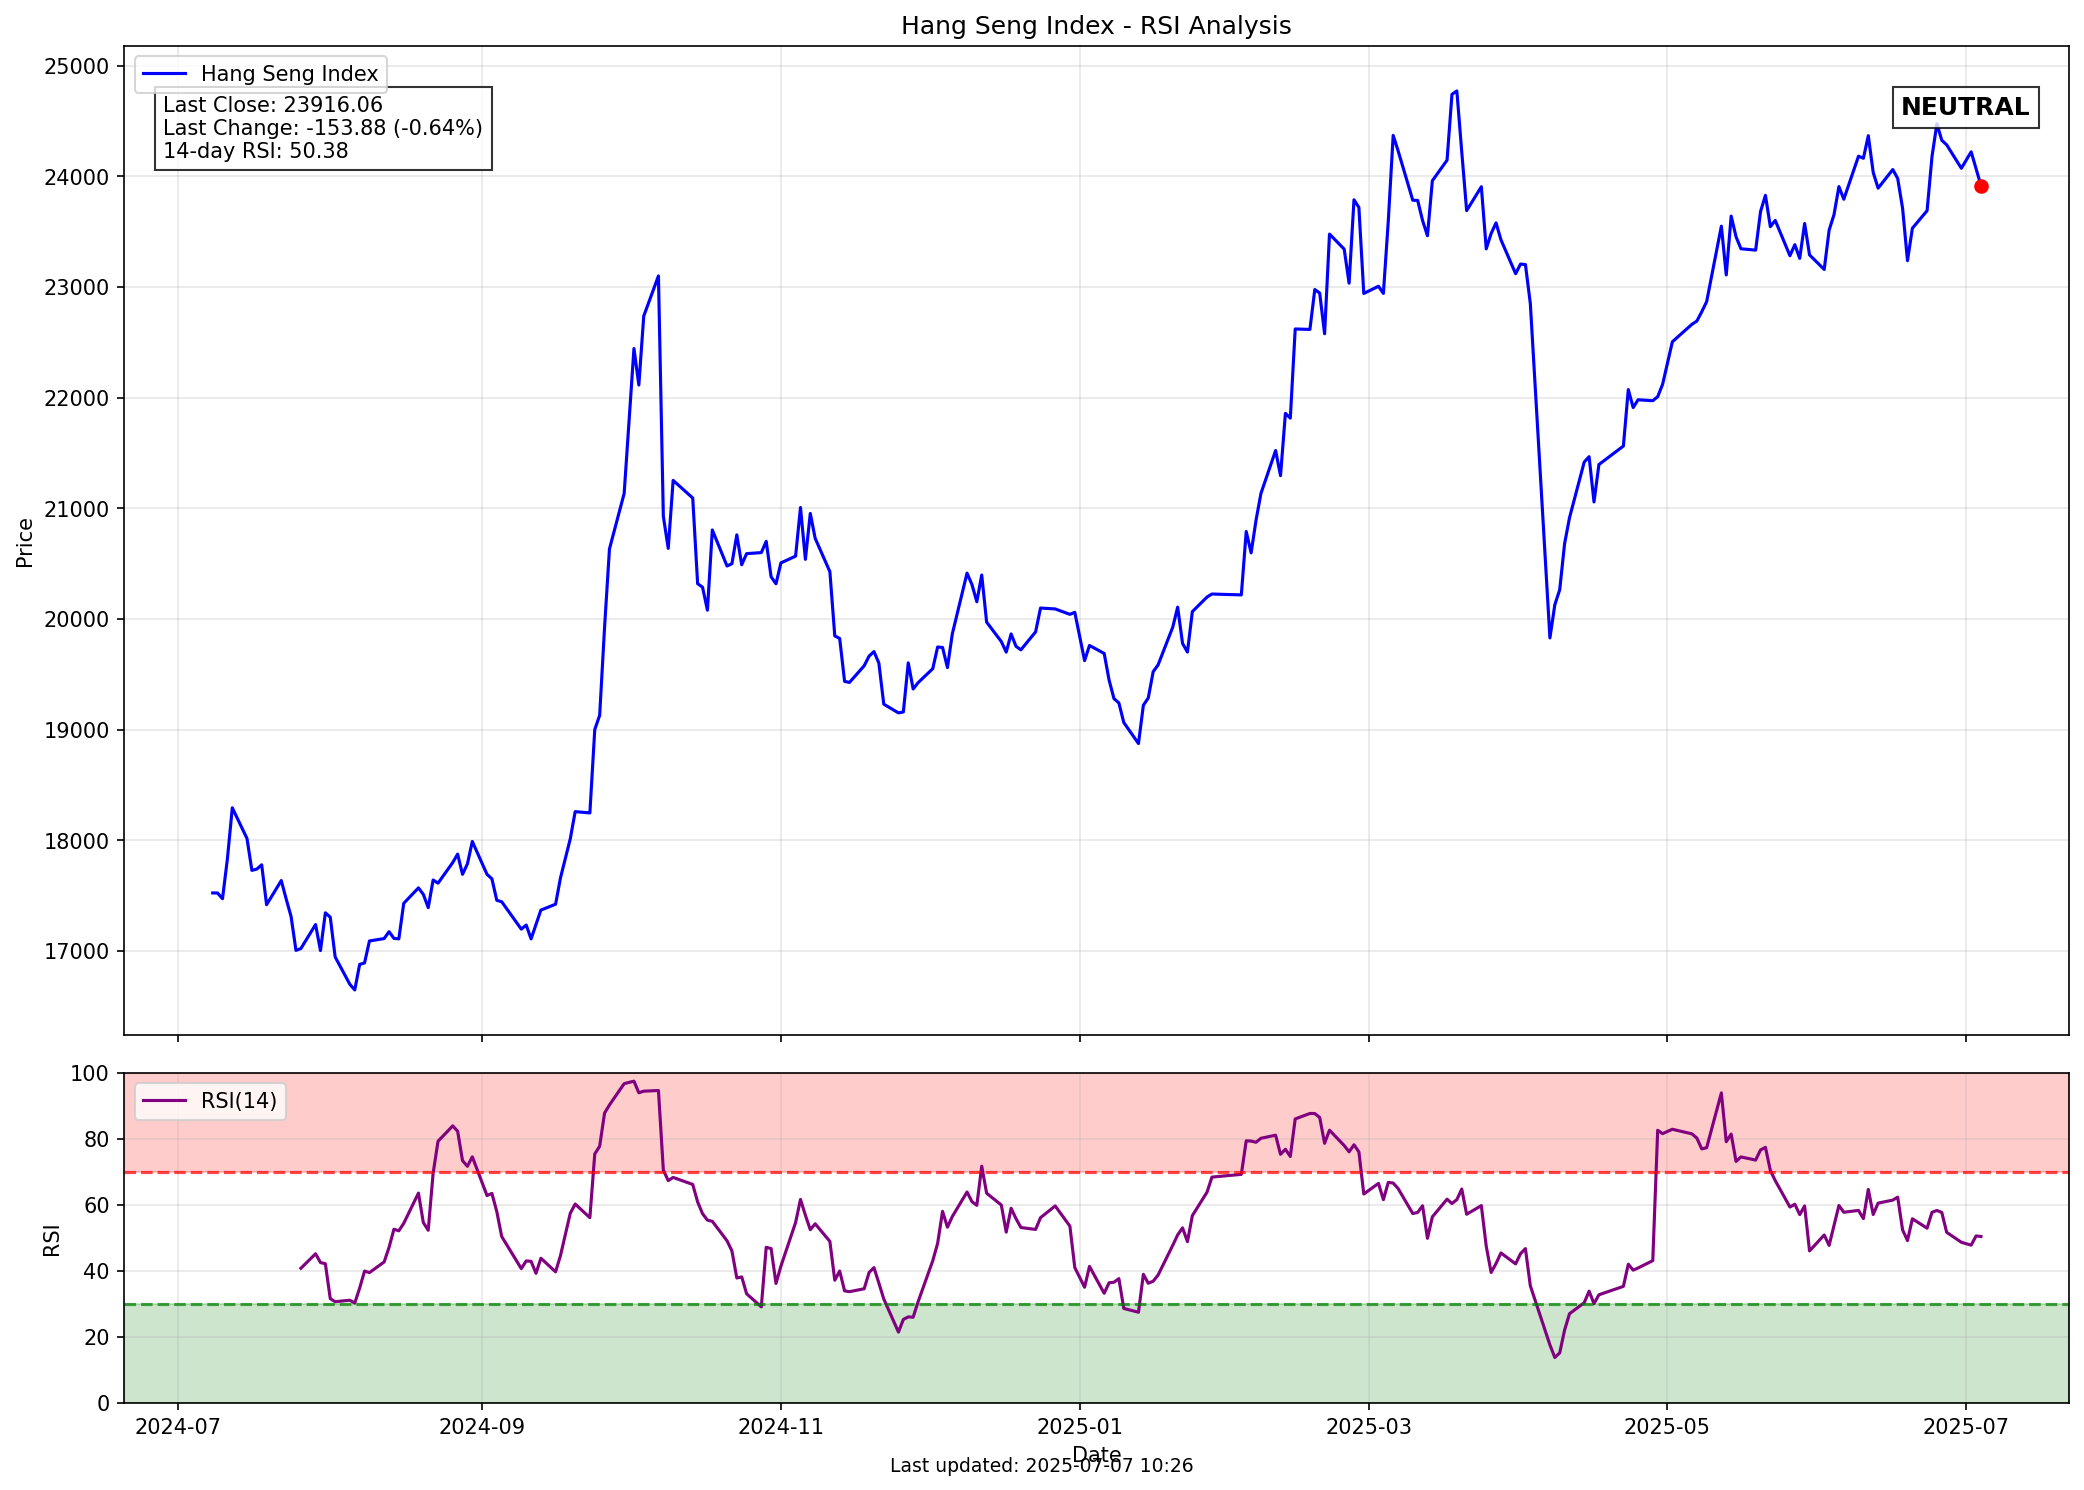 Hang Seng Index - RSI Analysis
Hang Seng Index
Last Close: 23916.06
Last Change: -153.88 (-0.64%)
14-day RSI: 50.38
NEUTRAL
Price
25000
24000
23000
22000
21000
20000
19000
18000
17000
RSI(14)
RSI
100
80
60
40
20
0
2024-07
2024-09
2024-11
2025-01
2025-03
2025-05
2025-07
Date
Last updated: 2025-07-07 10:26